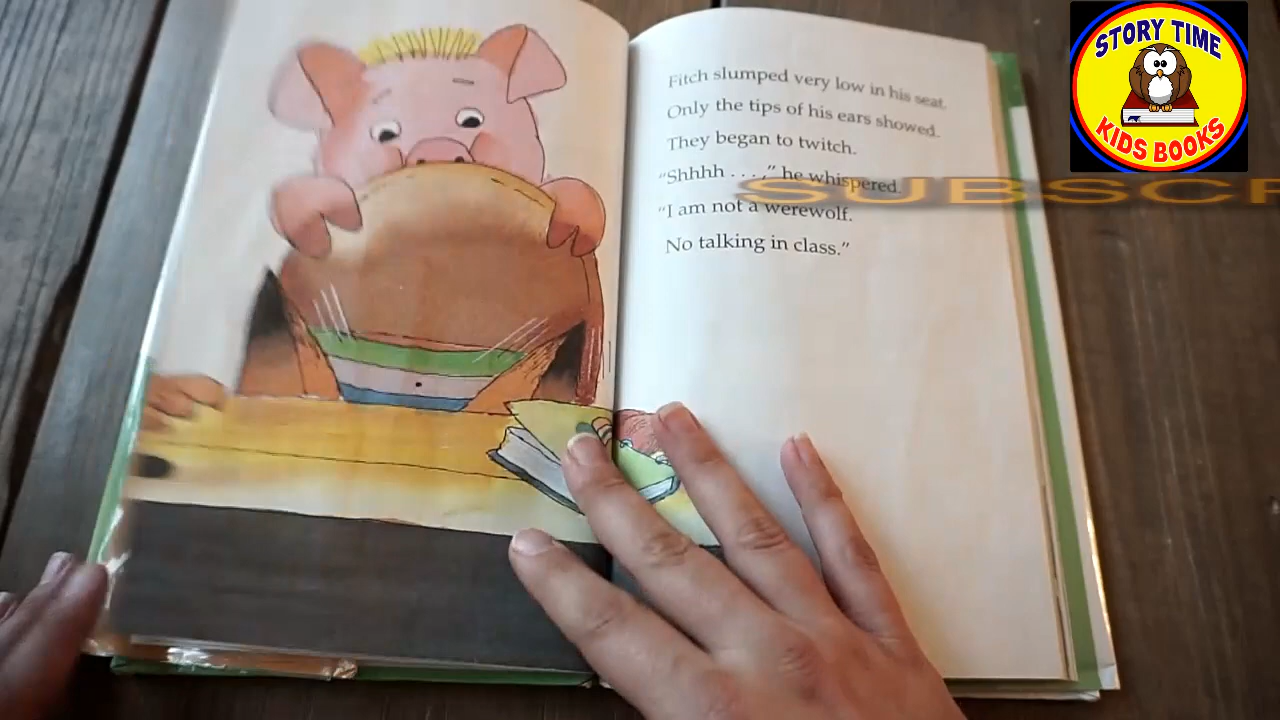 Fitch slumped very low in his seat.
Only the tips of his ears showed.
They began to twitch.
"Shhhh . . . ," he whispered.
"I am not a werewolf.
No talking in class."
STORY TIME
KIDS BOOKS
SUBSCR